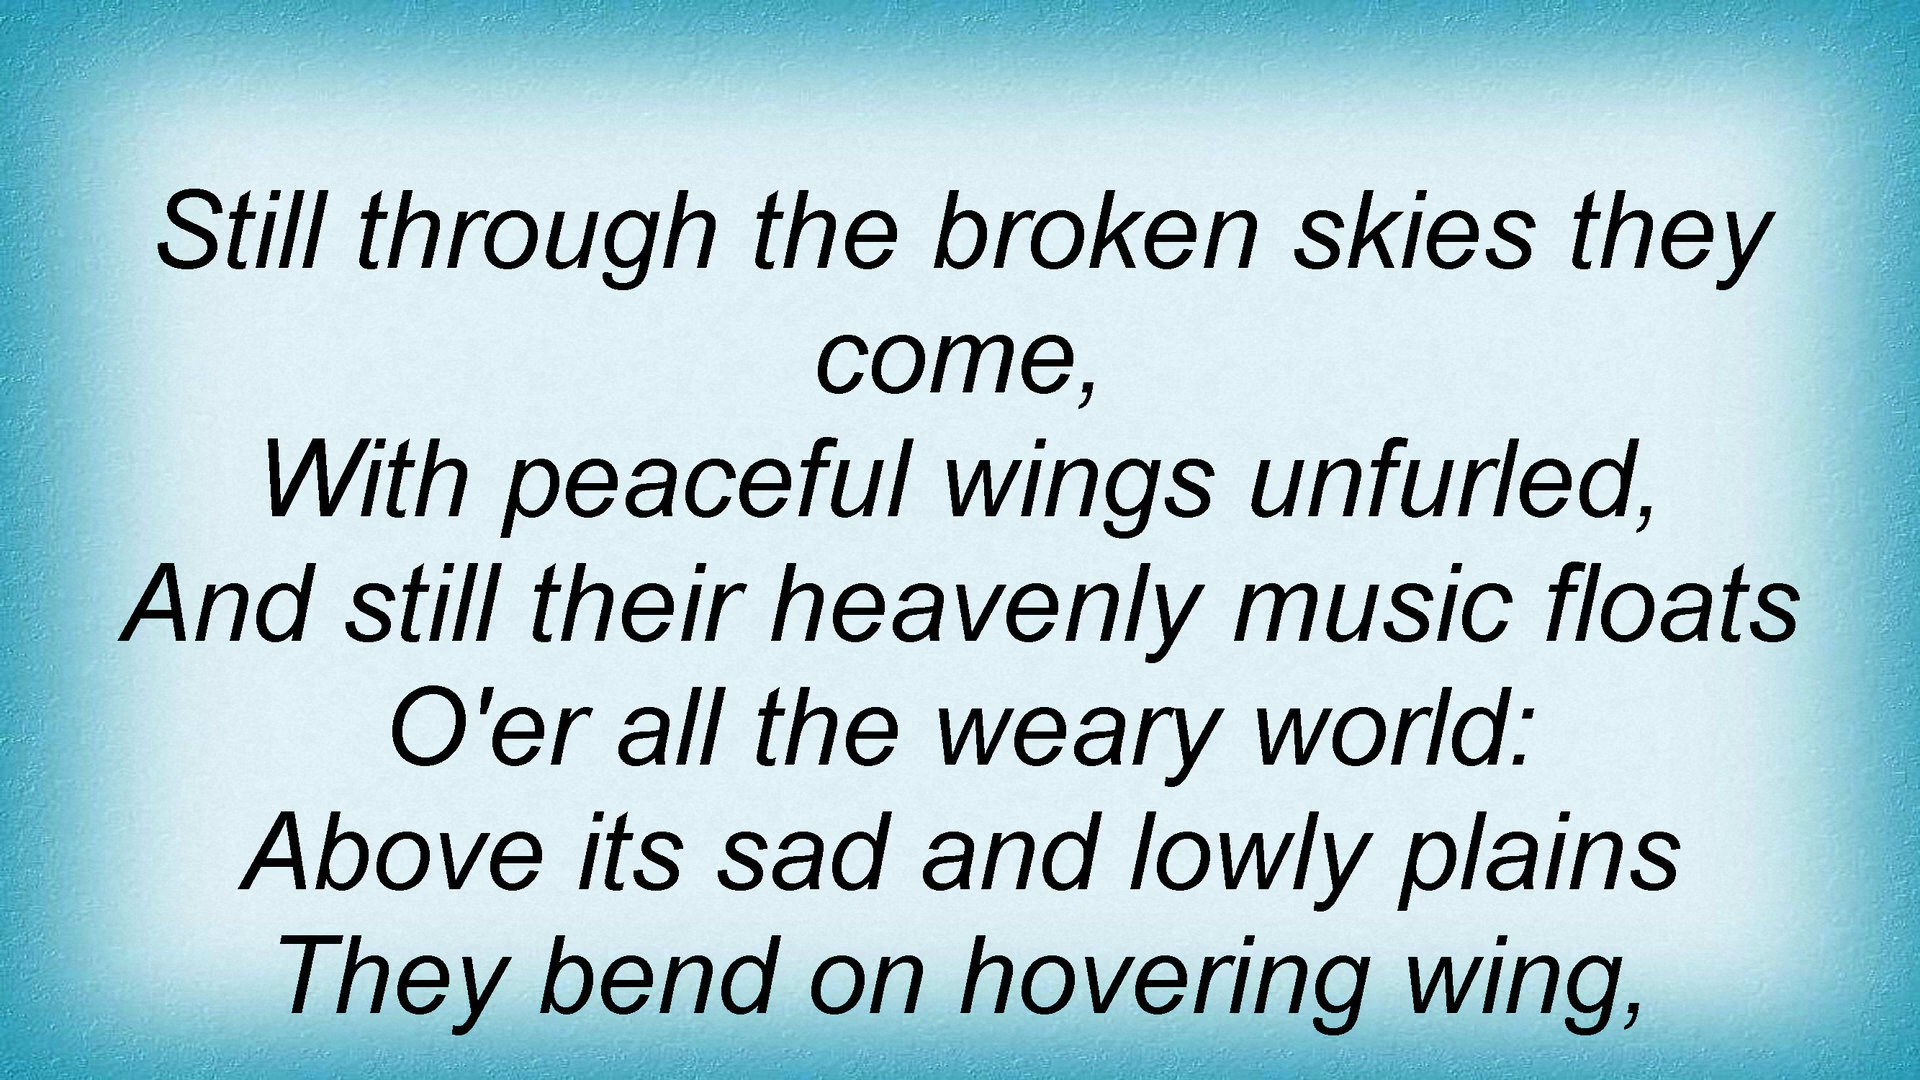 Still through the broken skies they
come,
With peaceful wings unfurled,
And still their heavenly music floats
O'er all the weary world:
Above its sad and lowly plains
They bend on hovering wing,